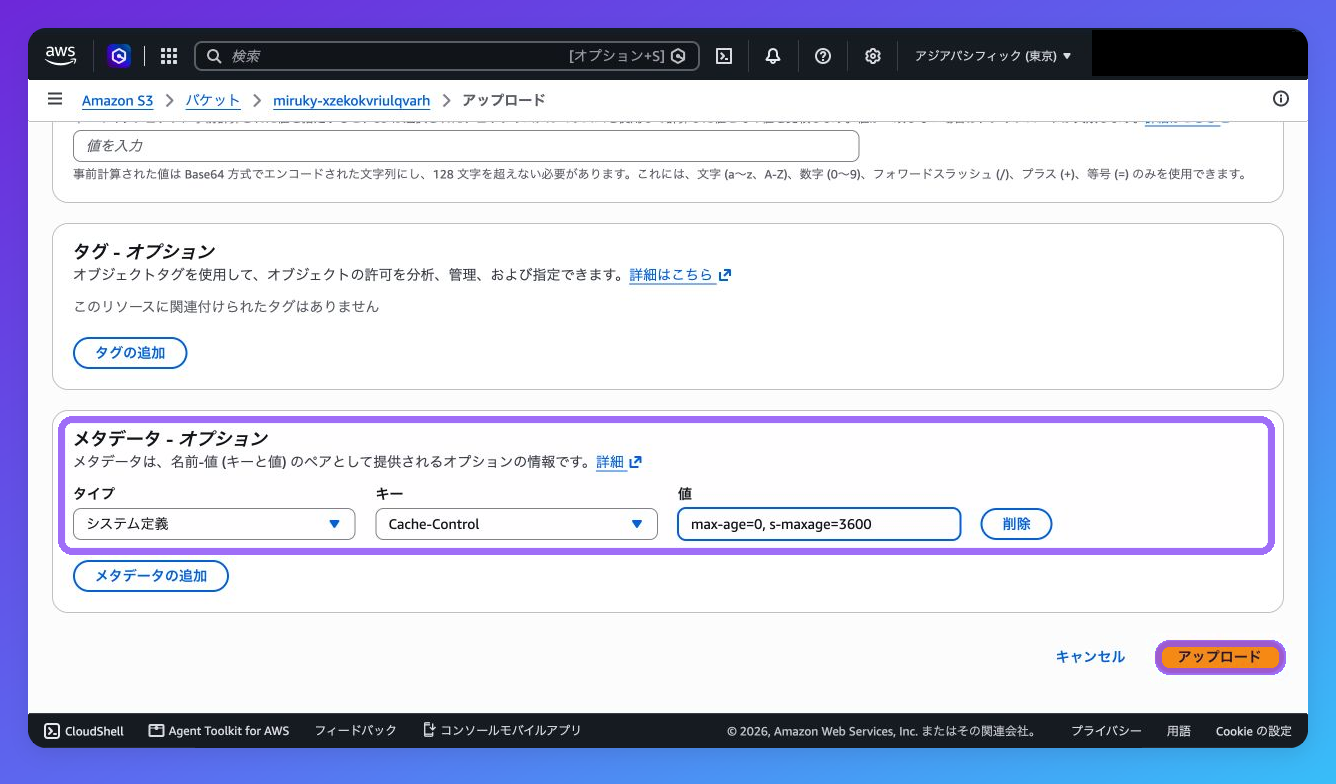 aws
検索
[オプション+S]
アジアパシフィック (東京)
Amazon S3
バケット
miruky-xzekokvriulqvarh
アップロード
値を入力
事前計算された値は Base64 方式でエンコードされた文字列にし、128 文字を超えない必要があります。これには、文字 (a~z、A-Z)、数字 (0~9)、フォワードスラッシュ (/)、プラス (+)、等号 (=) のみを使用できます。
タグ - オプション
オブジェクトタグを使用して、オブジェクトの許可を分析、管理、および指定できます。 詳細はこちら
このリソースに関連付けられたタグはありません
タグの追加
メタデータ - オプション
メタデータは、名前-値 (キーと値) のペアとして提供されるオプションの情報です。 詳細
タイプ
キー
値
システム定義
Cache-Control
max-age=0, s-maxage=3600
削除
メタデータの追加
キャンセル
アップロード
CloudShell
Agent Toolkit for AWS
フィードバック
コンソールモバイルアプリ
© 2026, Amazon Web Services, Inc. またはその関連会社。
プライバシー
用語
Cookie の設定